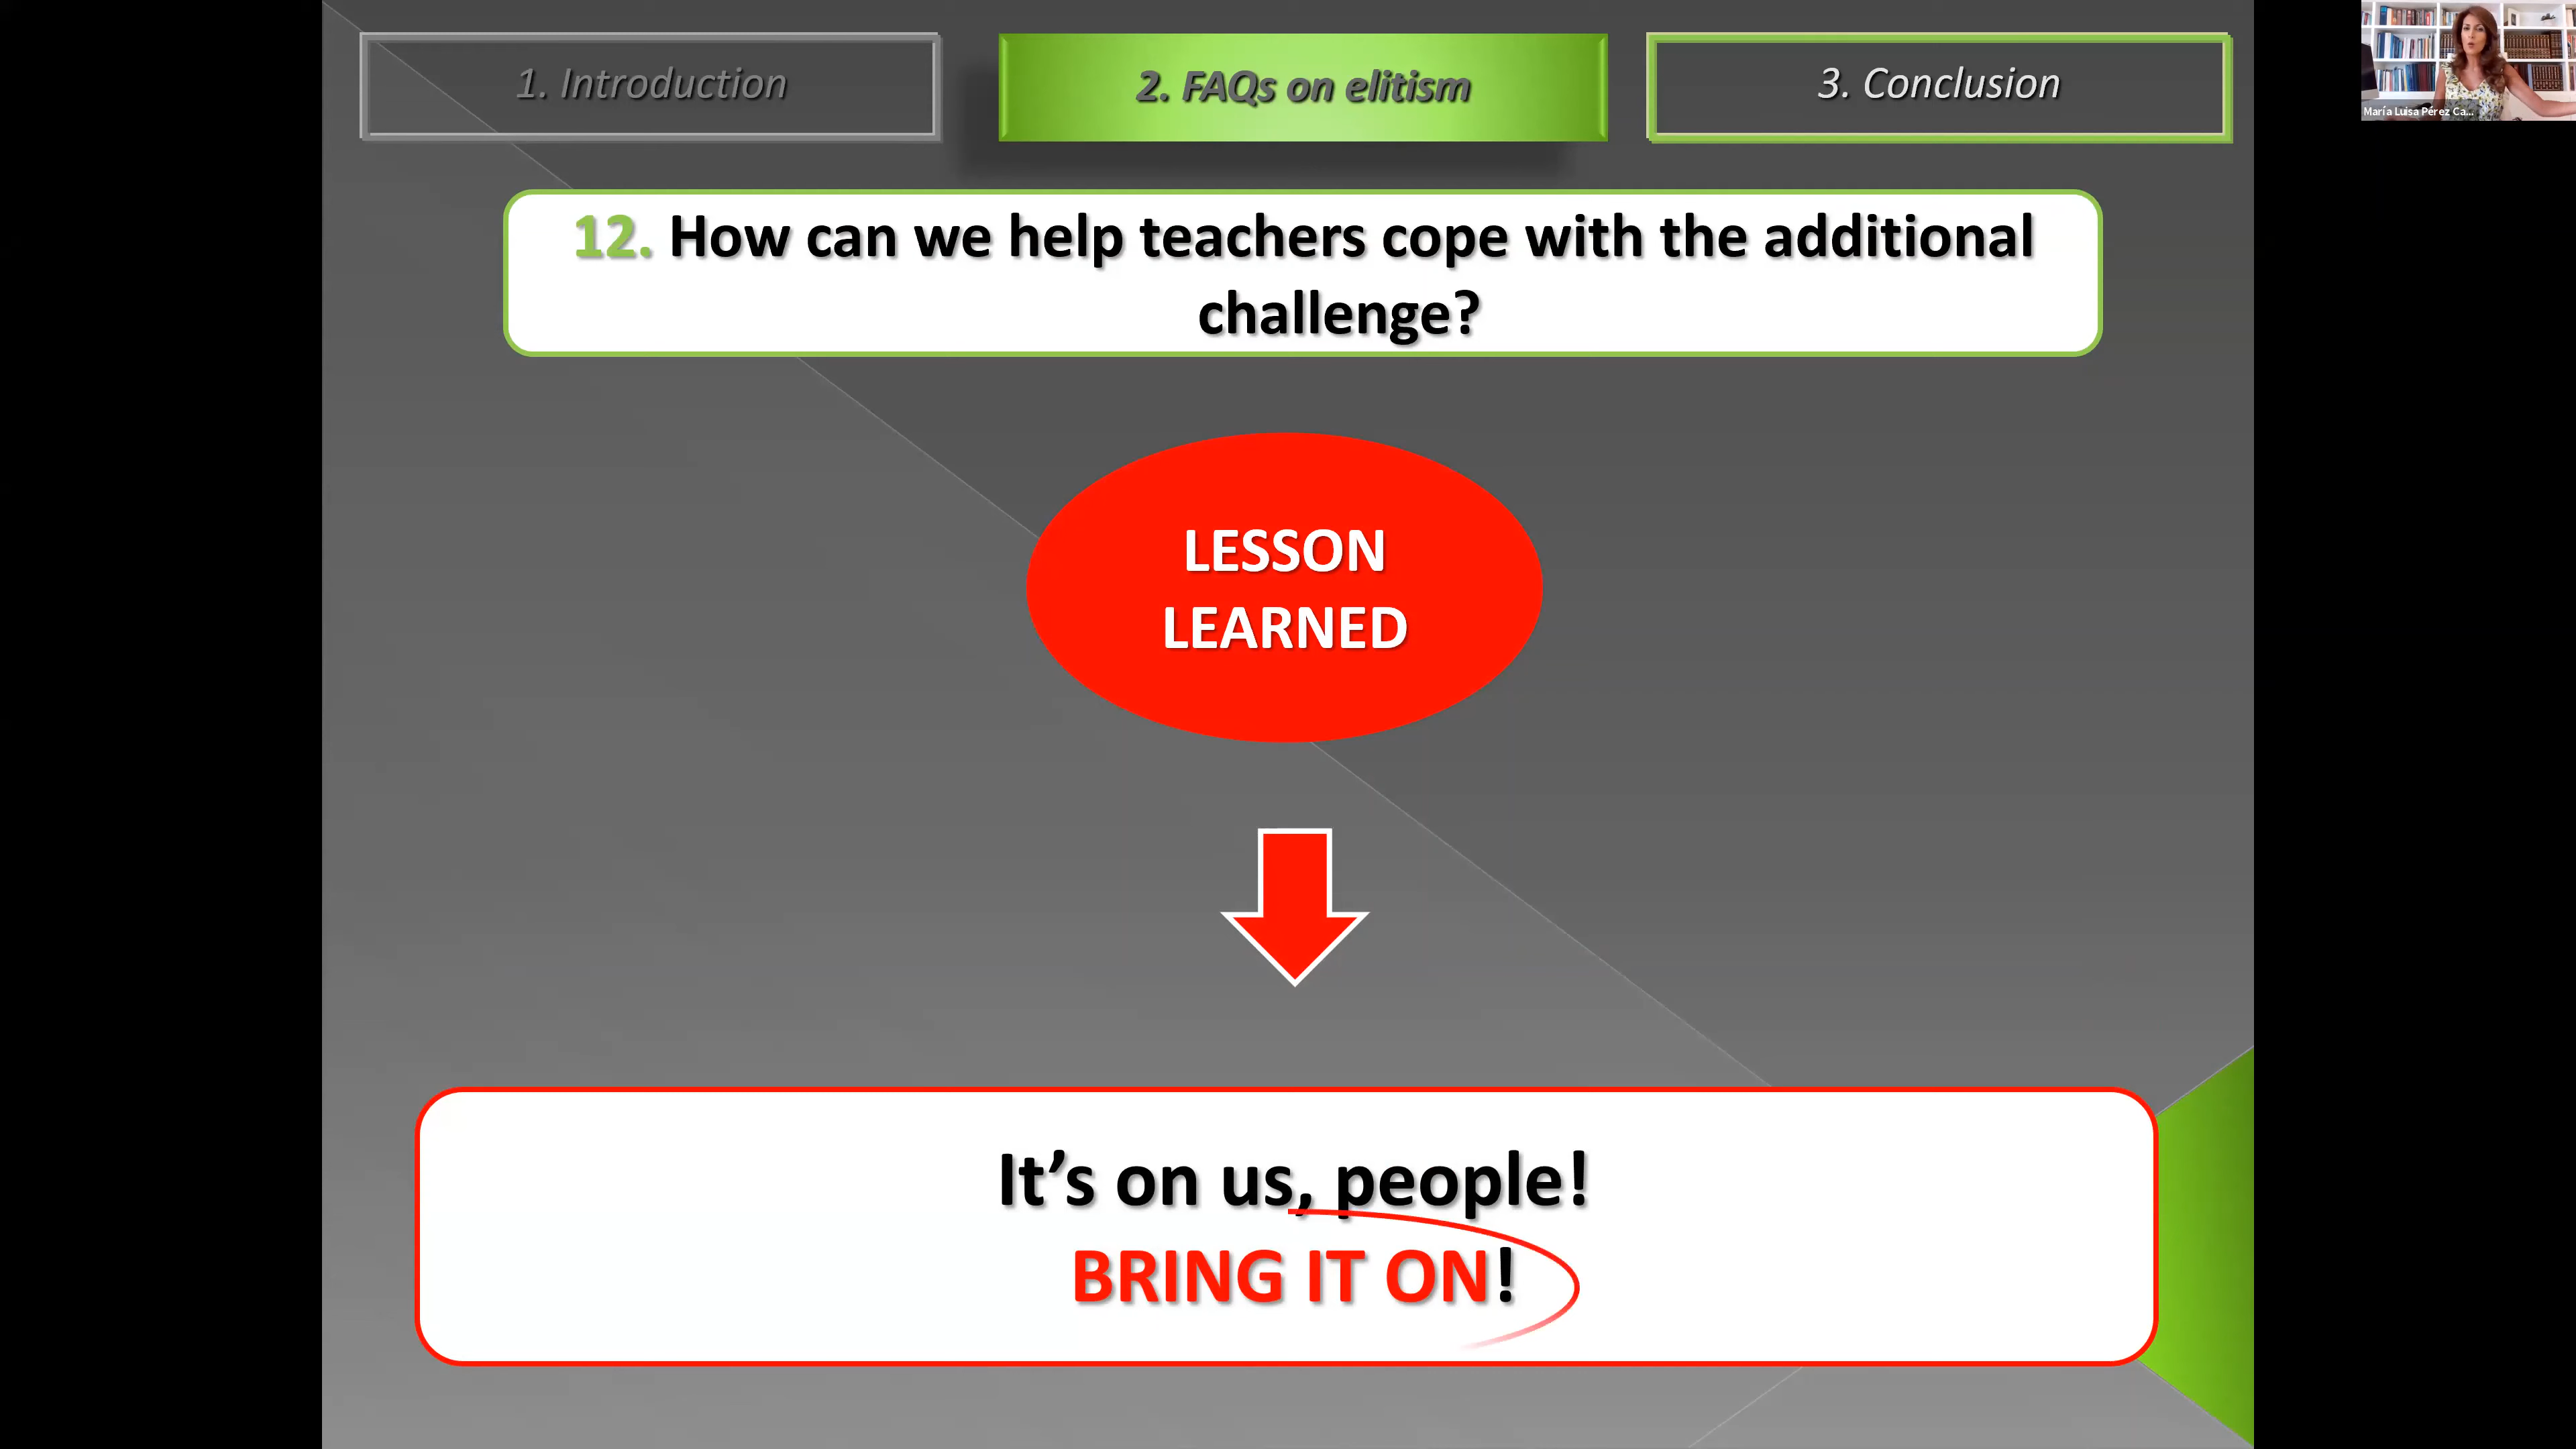 1. Introduction
2. FAQs on elitism
3. Conclusion
María Luisa Pérez Ca...
12. How can we help teachers cope with the additional
challenge?
LESSON
LEARNED
It’s on us, people!
BRING IT ON!